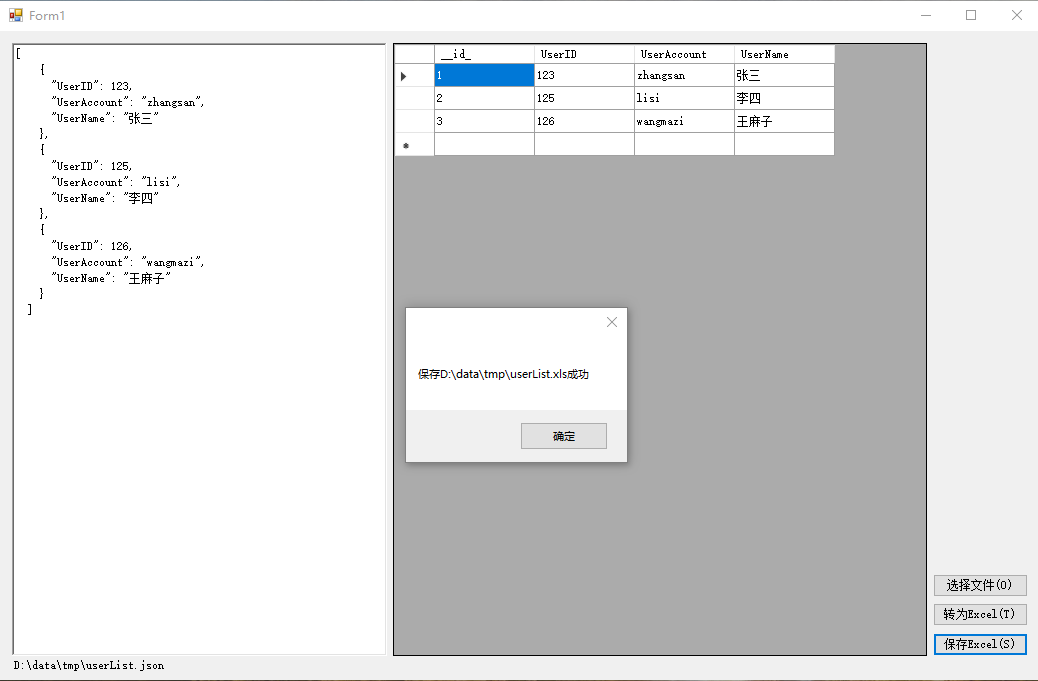 Form1
[
{
"UserID": 123,
"UserAccount": "zhangsan",
"UserName": "张三"
},
{
"UserID": 125,
"UserAccount": "lisi",
"UserName": "李四"
},
{
"UserID": 126,
"UserAccount": "wangmazi",
"UserName": "王麻子"
}
]
__id_ UserID UserAccount UserName
1 123 zhangsan 张三
2 125 lisi 李四
3 126 wangmazi 王麻子
保存D:\data\tmp\userList.xls成功
确定
选择文件(O)
转为Excel(T)
保存Excel(S)
D:\data\tmp\userList.json